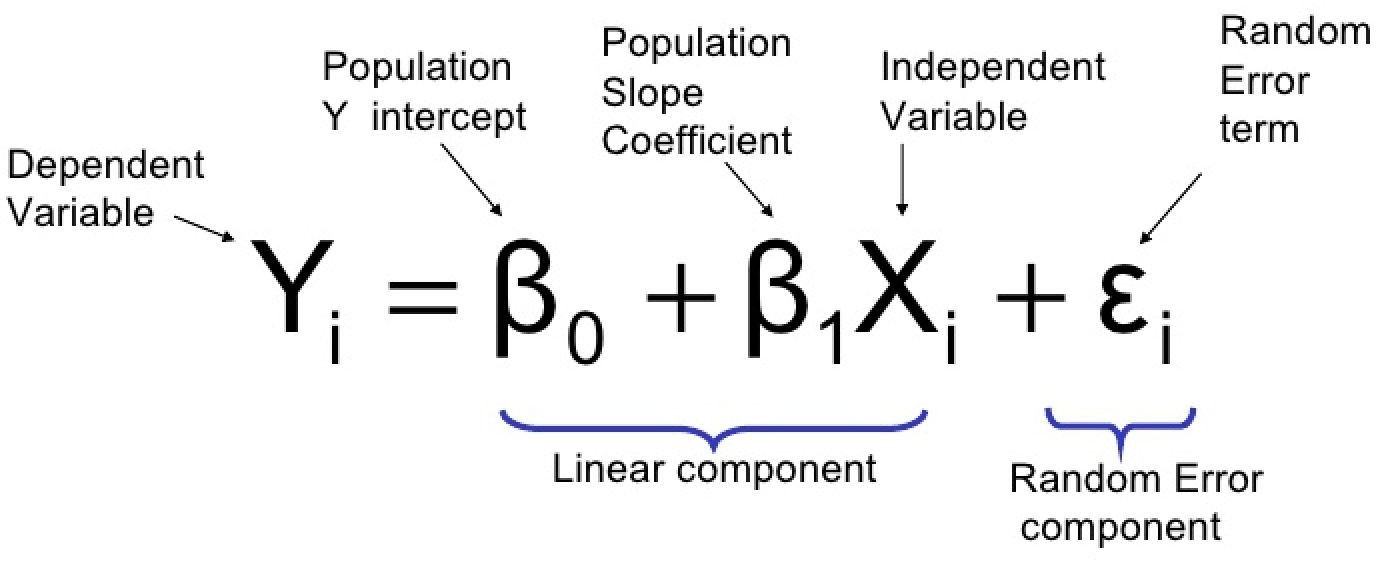 Population
Y intercept
Population
Slope
Coefficient
Independent
Variable
Random
Error
term
Dependent
Variable
Yᵢ = β₀ + β₁Xᵢ + εᵢ
Linear component
Random Error
component